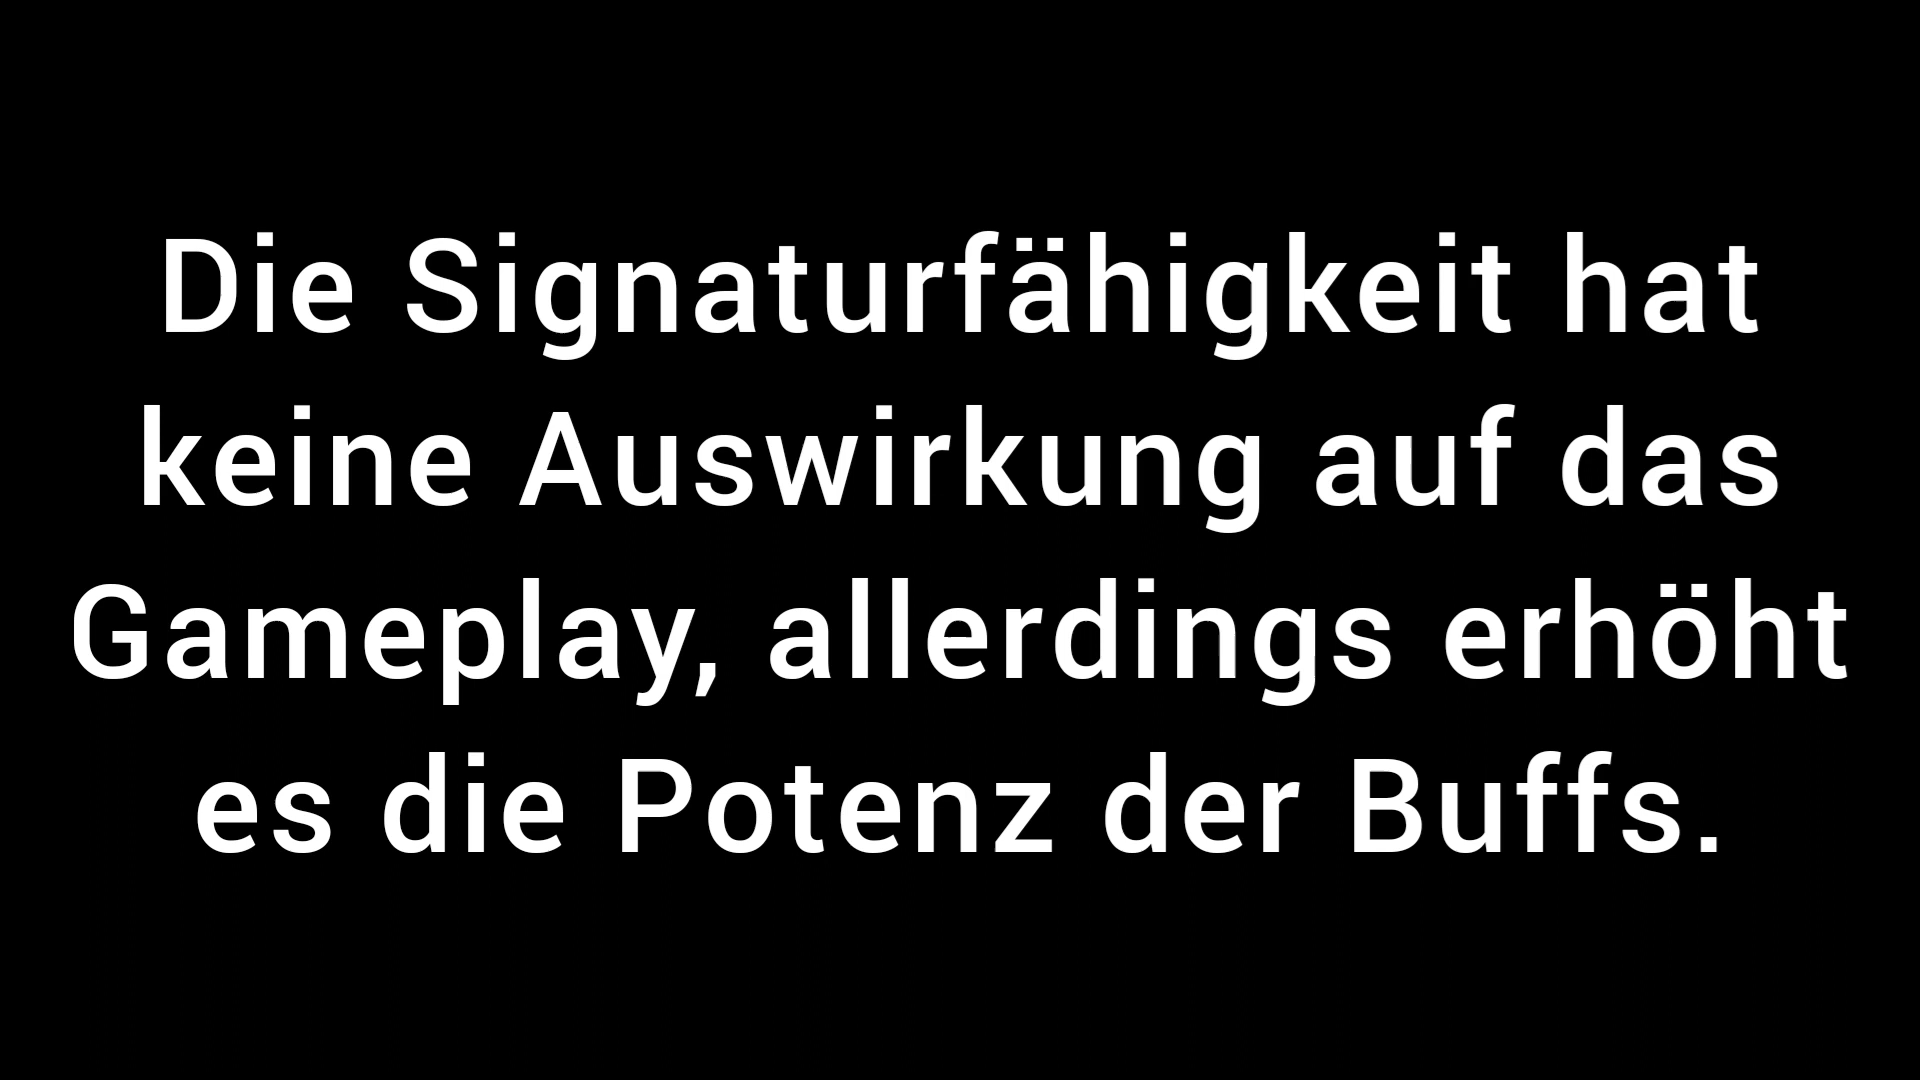 Die Signaturfähigkeit hat
keine Auswirkung auf das
Gameplay, allerdings erhöht
es die Potenz der Buffs.